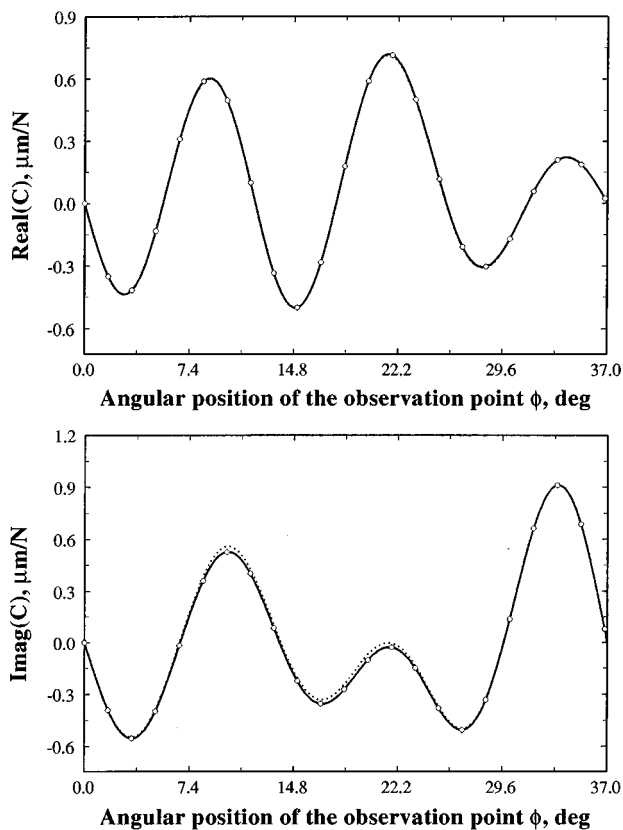 0.9
0.6
0.3
0.0
-0.3
-0.6
Real(C), μm/N
0.0 7.4 14.8 22.2 29.6 37.0
Angular position of the observation point ϕ, deg
1.2
0.9
0.6
0.3
0.0
-0.3
-0.6
Imag(C), μm/N
0.0 7.4 14.8 22.2 29.6 37.0
Angular position of the observation point ϕ, deg